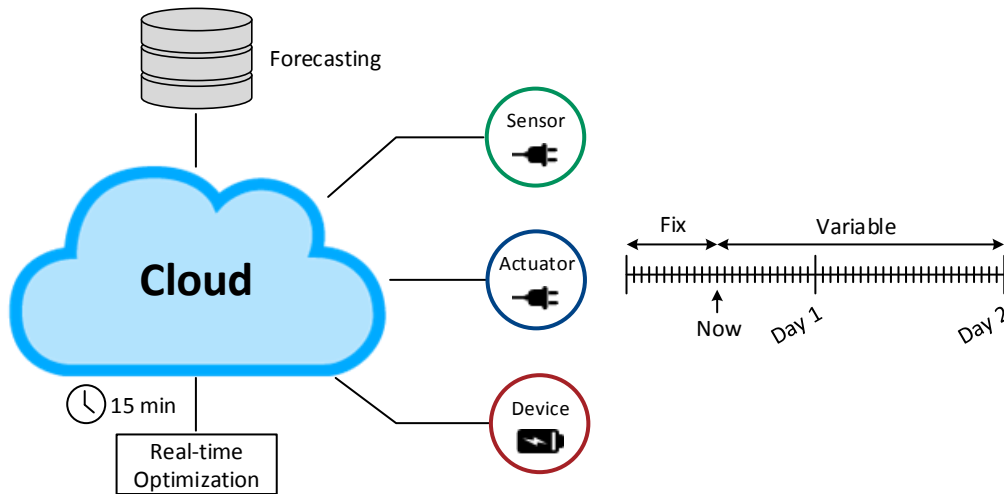 Forecasting
Sensor
Cloud
Actuator
Fix
Variable
Now
Day 1
Day 2
15 min
Device
Real-time
Optimization